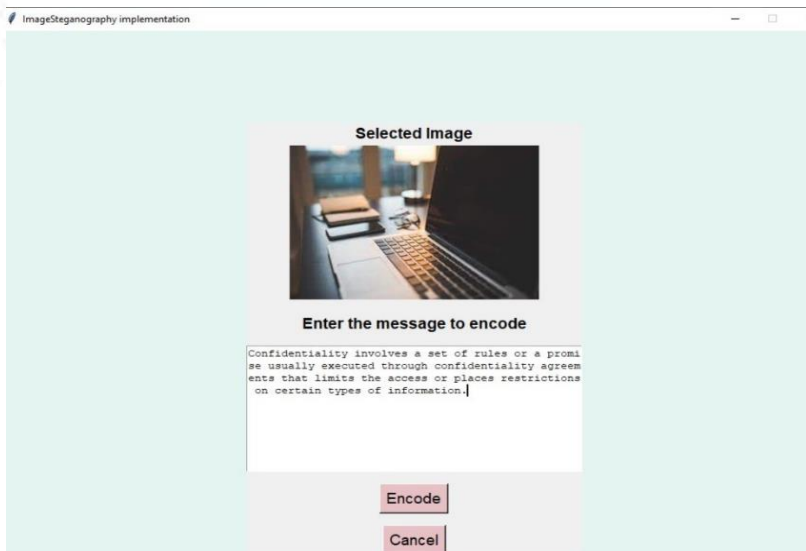 ImageSteganography implementation
Selected Image
Enter the message to encode
Confidentiality involves a set of rules or a promi
se usually executed through confidentiality agreem
ents that limits the access or places restrictions
on certain types of information.
Encode
Cancel